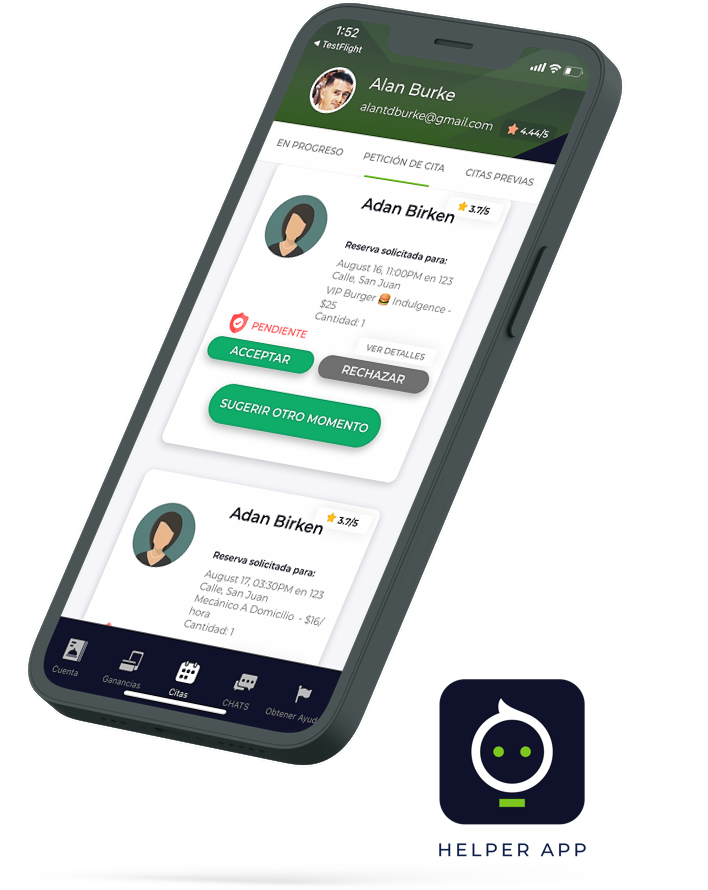 1:52
◀ TestFlight
Alan Burke
alantdburke@gmail.com
4.44/5
EN PROGRESO
PETICIÓN DE CITA
CITAS PREVIAS
Adan Birken
3.7/5
Reserva solicitada para:
August 16, 11:00PM en 123
Calle, San Juan
VIP Burger 🍔 Indulgence -
$25
Cantidad: 1
PENDIENTE
VER DETALLES
ACCEPTAR
RECHAZAR
SUGERIR OTRO MOMENTO
Adan Birken
3.7/5
Reserva solicitada para:
August 17, 03:30PM en 123
Calle, San Juan
Mecánico A Domicilio - $16/
hora
Cantidad: 1
Cuenta
Ganancias
Citas
CHATS
Obtener Ayud
HELPER APP